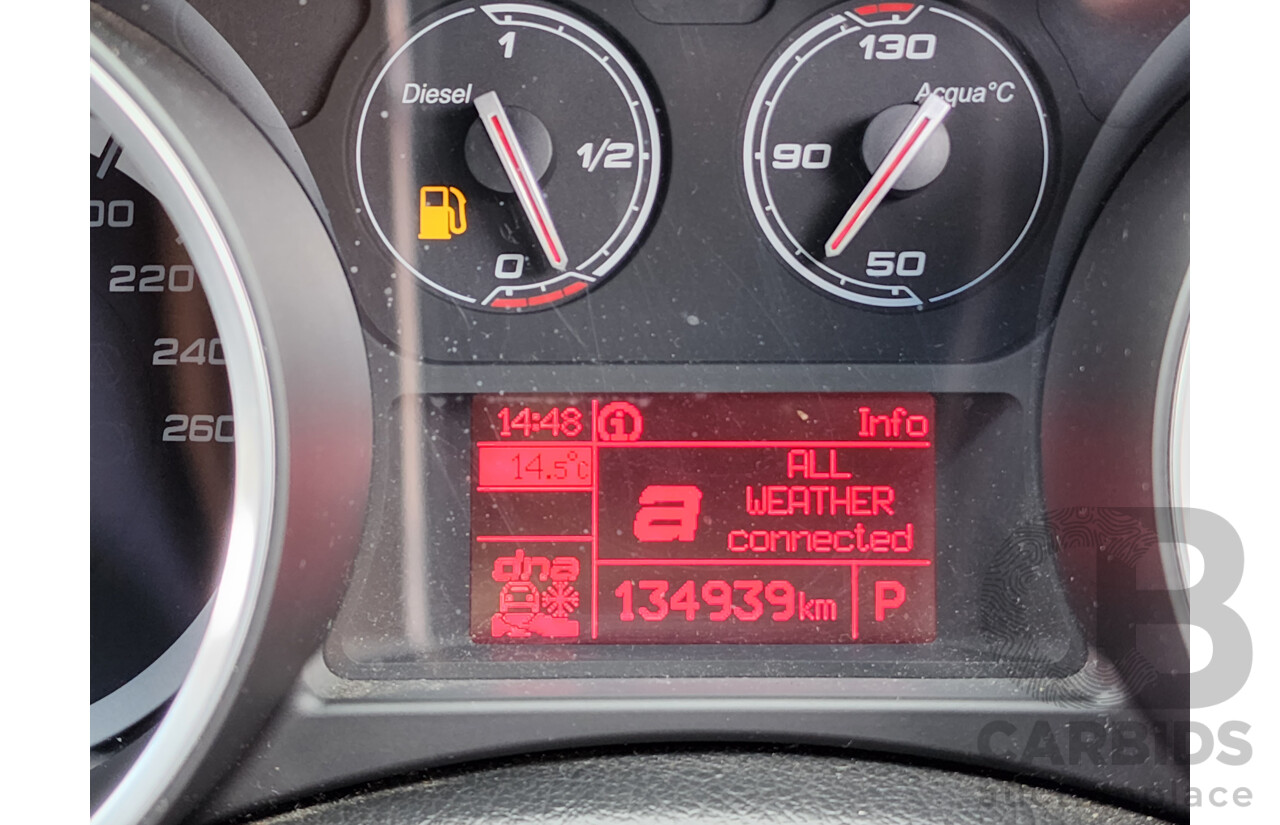 1
Diesel
1/2
0
130
Acqua°C
90
50
220
240
260
14:48 i Info
14.5°c
ALL
WEATHER
a
connected
dna
134939km P
B
CARBIDS